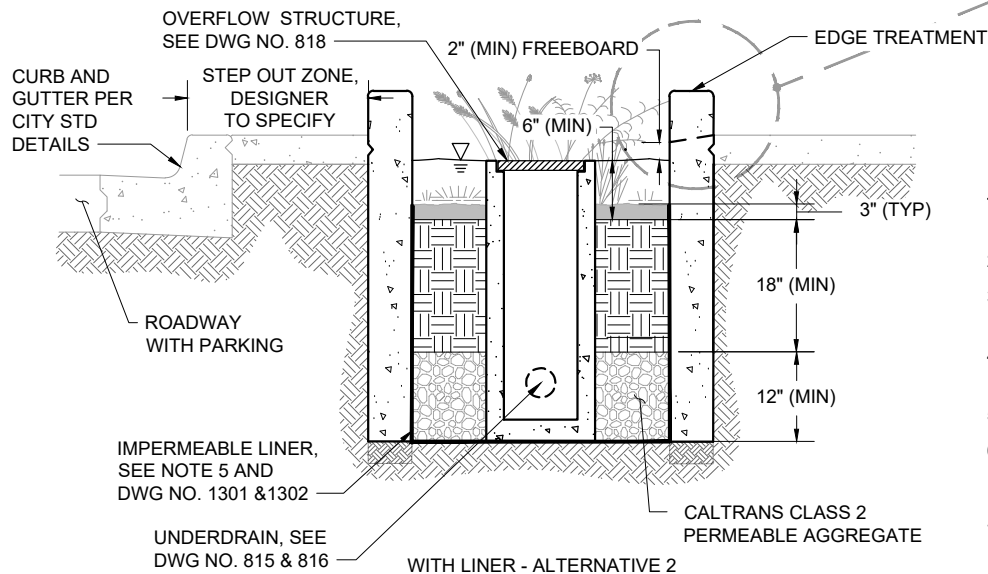 OVERFLOW STRUCTURE,
SEE DWG NO. 818
2" (MIN) FREEBOARD
EDGE TREATMENT
CURB AND
GUTTER PER
CITY STD
DETAILS
STEP OUT ZONE,
DESIGNER
TO SPECIFY
6" (MIN)
3" (TYP)
18" (MIN)
12" (MIN)
ROADWAY
WITH PARKING
IMPERMEABLE LINER,
SEE NOTE 5 AND
DWG NO. 1301 &1302
UNDERDRAIN, SEE
DWG NO. 815 & 816
CALTRANS CLASS 2
PERMEABLE AGGREGATE
WITH LINER - ALTERNATIVE 2